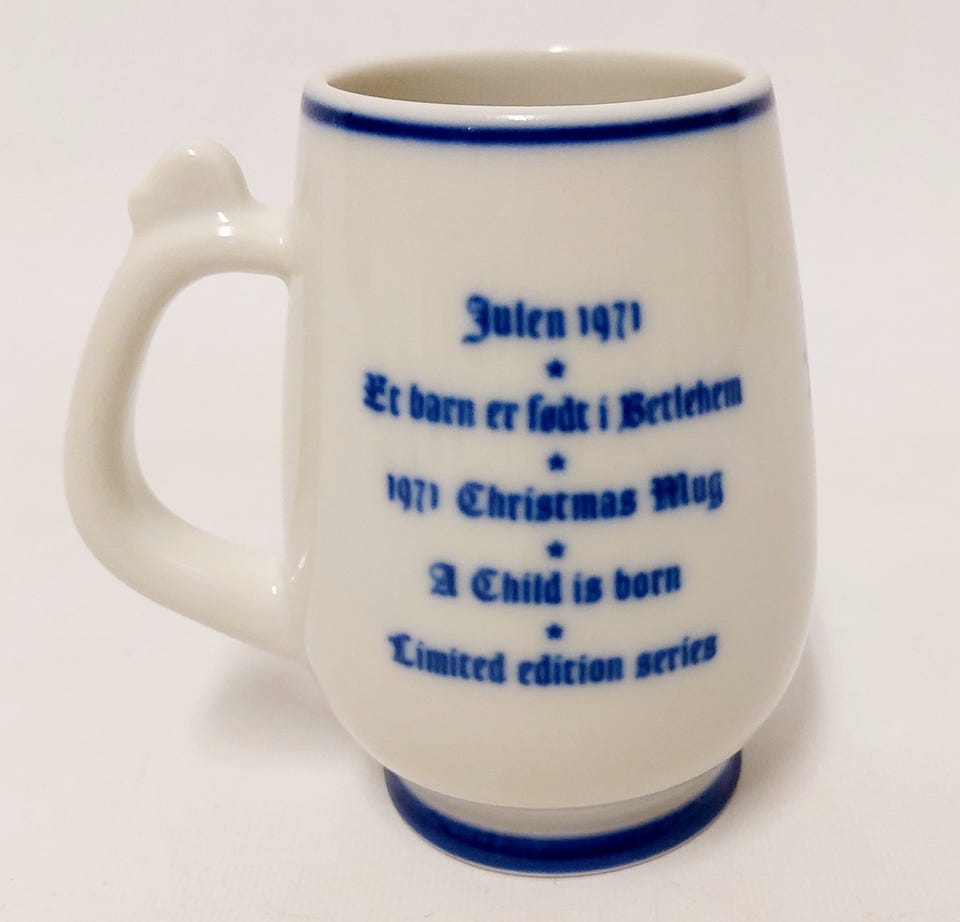 Julen 1971
Et barn er født i Betlehem
1971 Christmas Mug
A Child is born
Limited edition series